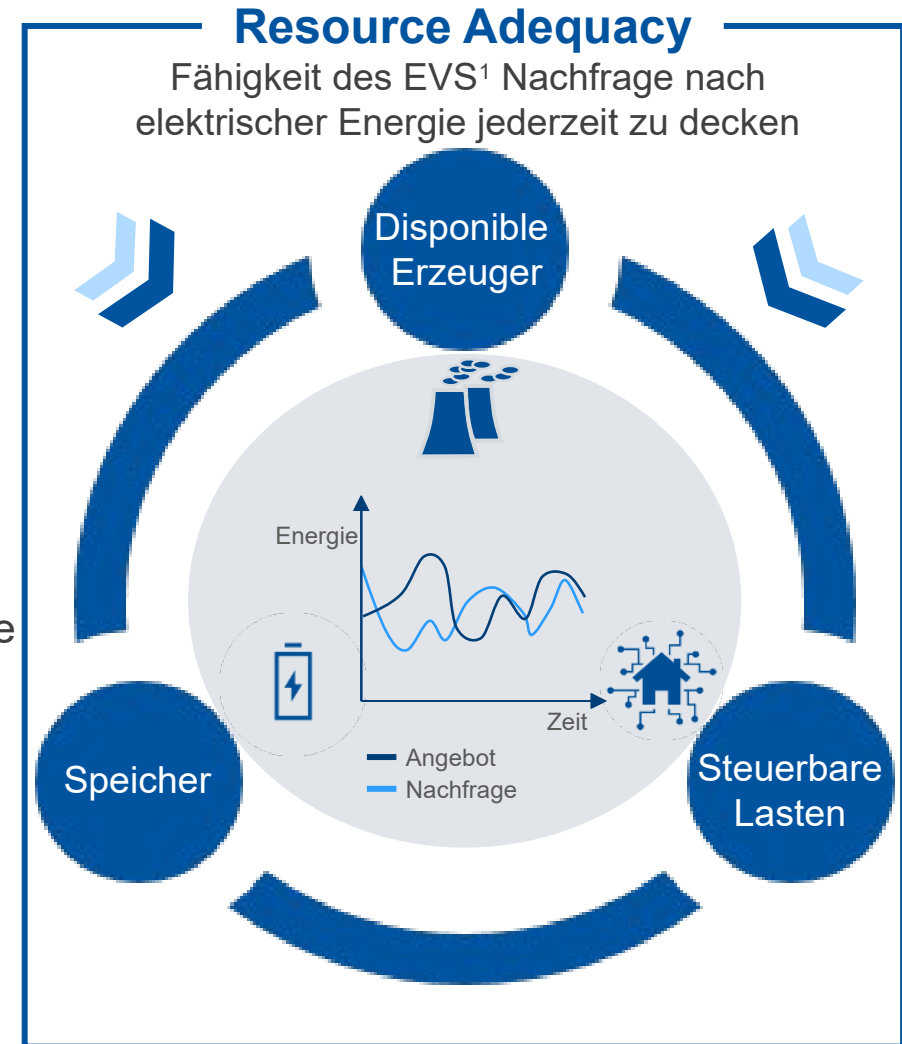 Resource Adequacy
Fähigkeit des EVS¹ Nachfrage nach
elektrischer Energie jederzeit zu decken
Disponible
Erzeuger
Energie
Zeit
Angebot
Nachfrage
e
Speicher
Steuerbare
Lasten